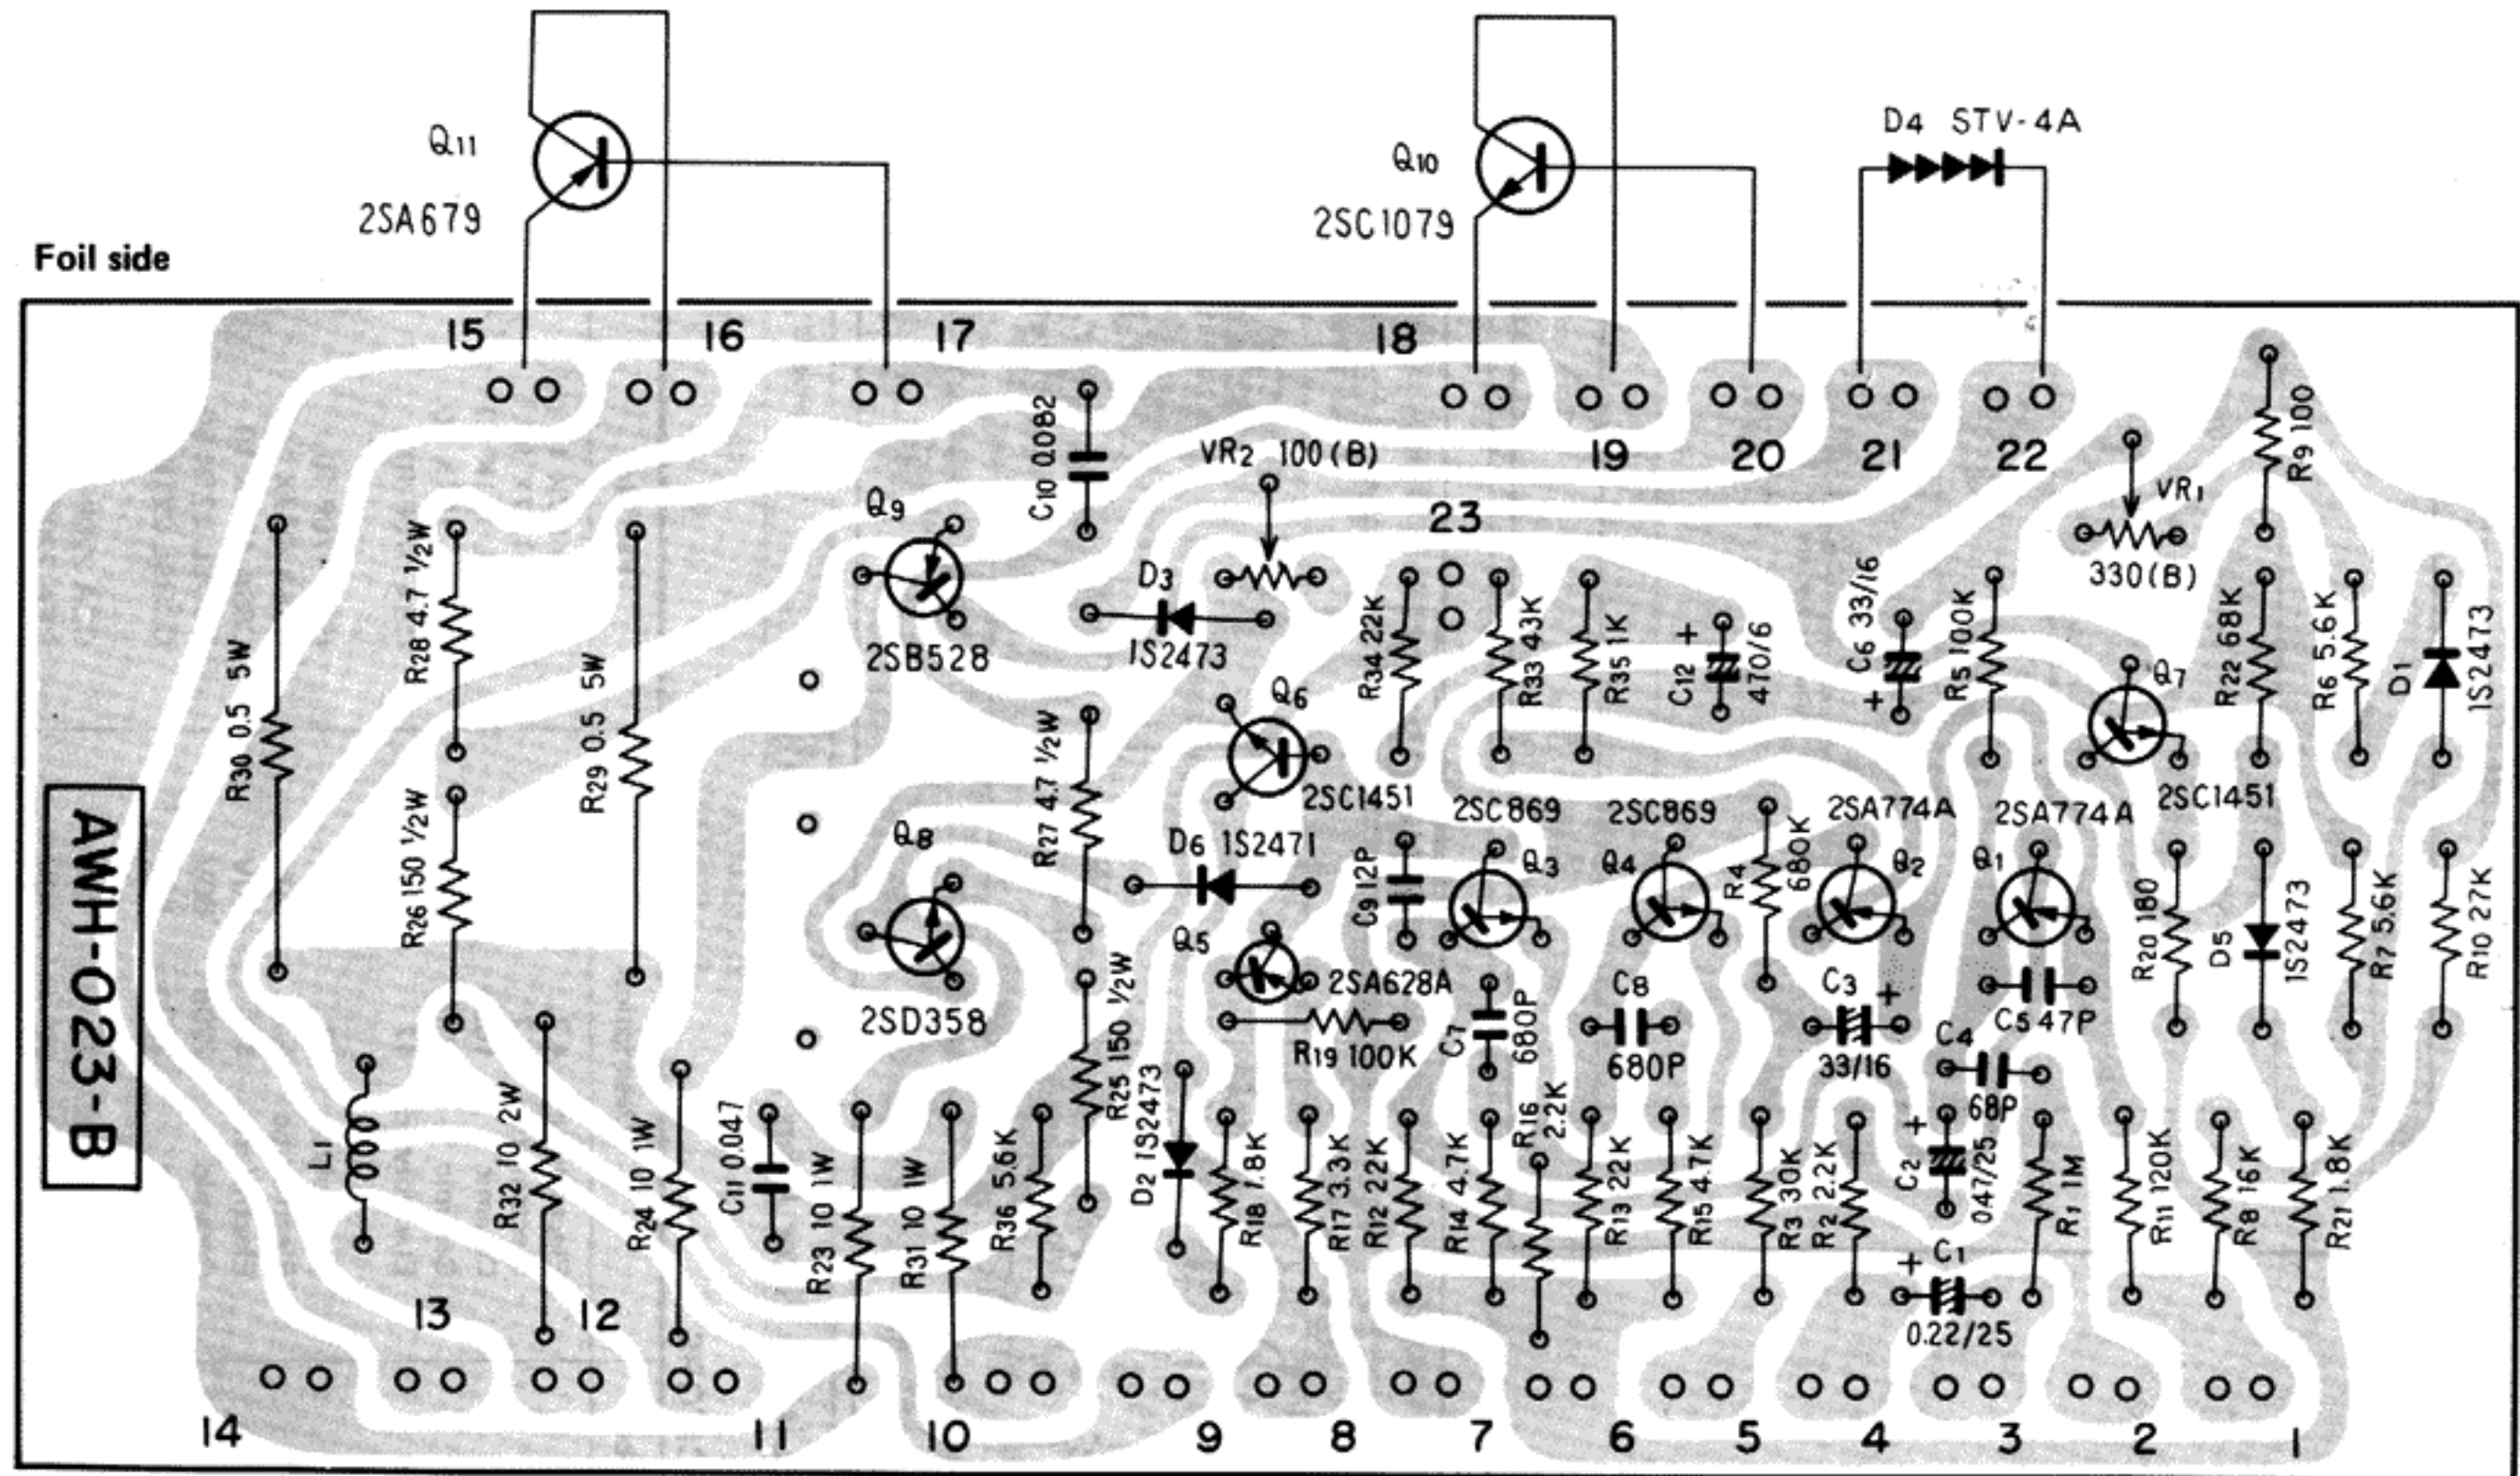 Q11
2SA679
Q10
2SC1079
D4 STV-4A
Foil side
15
16
17
18
19
20
21
22
23
C10 0.082
VR2 100(B)
VR1
330(B)
R9 100
Q9
2SB528
D3
1S2473
R30 0.5 5W
R28 4.7 ½W
R29 0.5 5W
R34 22K
R33 43K
R35 1K
C12 + 470/6
C6 33/16 +
R5 100K
Q7
2SC1451
R22 68K
R6 5.6K
D1 1S2473
Q6
2SC1451
2SC869
2SC869
2SA774A
2SA774A
R26 150 ½W
R27 4.7 ½W
Q8
2SD358
D6 1S2471
C9 12P
Q3
Q4
R4 680K
Q2
Q1
R20 180
D5 1S2473
R7 5.6K
R10 27K
Q5
2SA628A
R19 100K
C7 680P
C8
680P
C3 +
33/16
C5 47P
C4
68P
AWH-023-B
L1
R32 10 2W
R24 10 1W
C11 0.047
R23 10 1W
R31 10 1W
R36 5.6K
R25 150 ½W
D2 1S2473
R18 1.8K
R17 3.3K
R12 22K
R14 4.7K
R16 2.2K
R13 22K
R15 4.7K
R3 30K
R2 2.2K
C2 + 0.47/25
R1 1M
R11 120K
R8 16K
R21 1.8K
+ C1
0.22/25
13
12
14
11
10
9
8
7
6
5
4
3
2
1